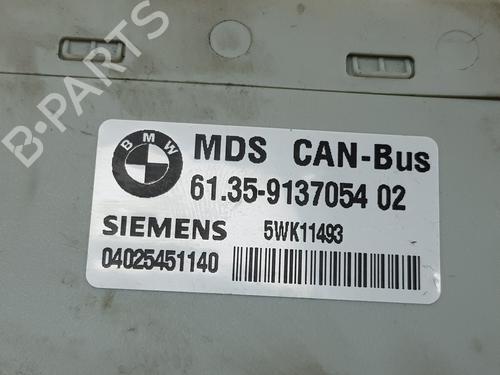 B-PARTS
BMW
MDS CAN-Bus
61.35-9137054 02
SIEMENS 5WK11493
04025451140